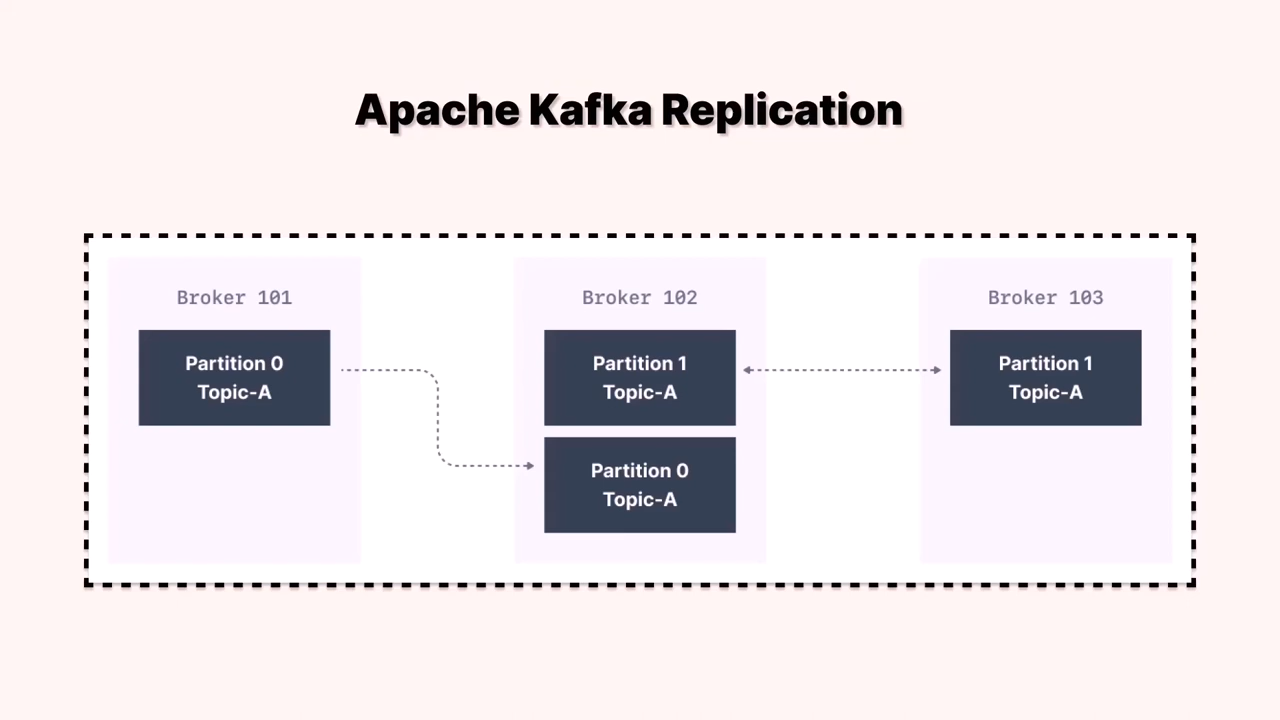 Apache Kafka Replication
Broker 101
Partition 0
Topic-A
Broker 102
Partition 1
Topic-A
Partition 0
Topic-A
Broker 103
Partition 1
Topic-A